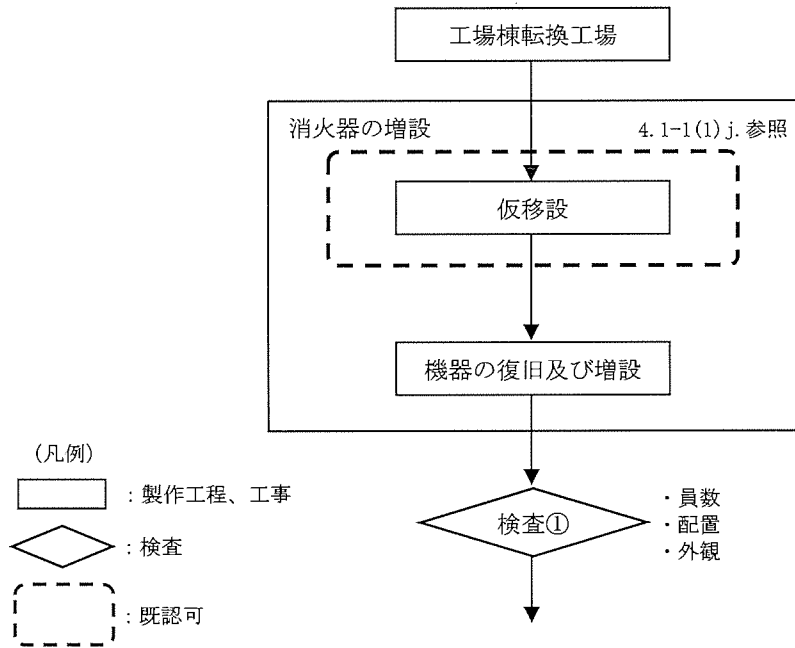 工場棟転換工場
消火器の増設
4.1-1(1)j.参照
仮移設
機器の復旧及び増設
検査①
・員数
・配置
・外観
(凡例)
：製作工程、工事
：検査
：既認可